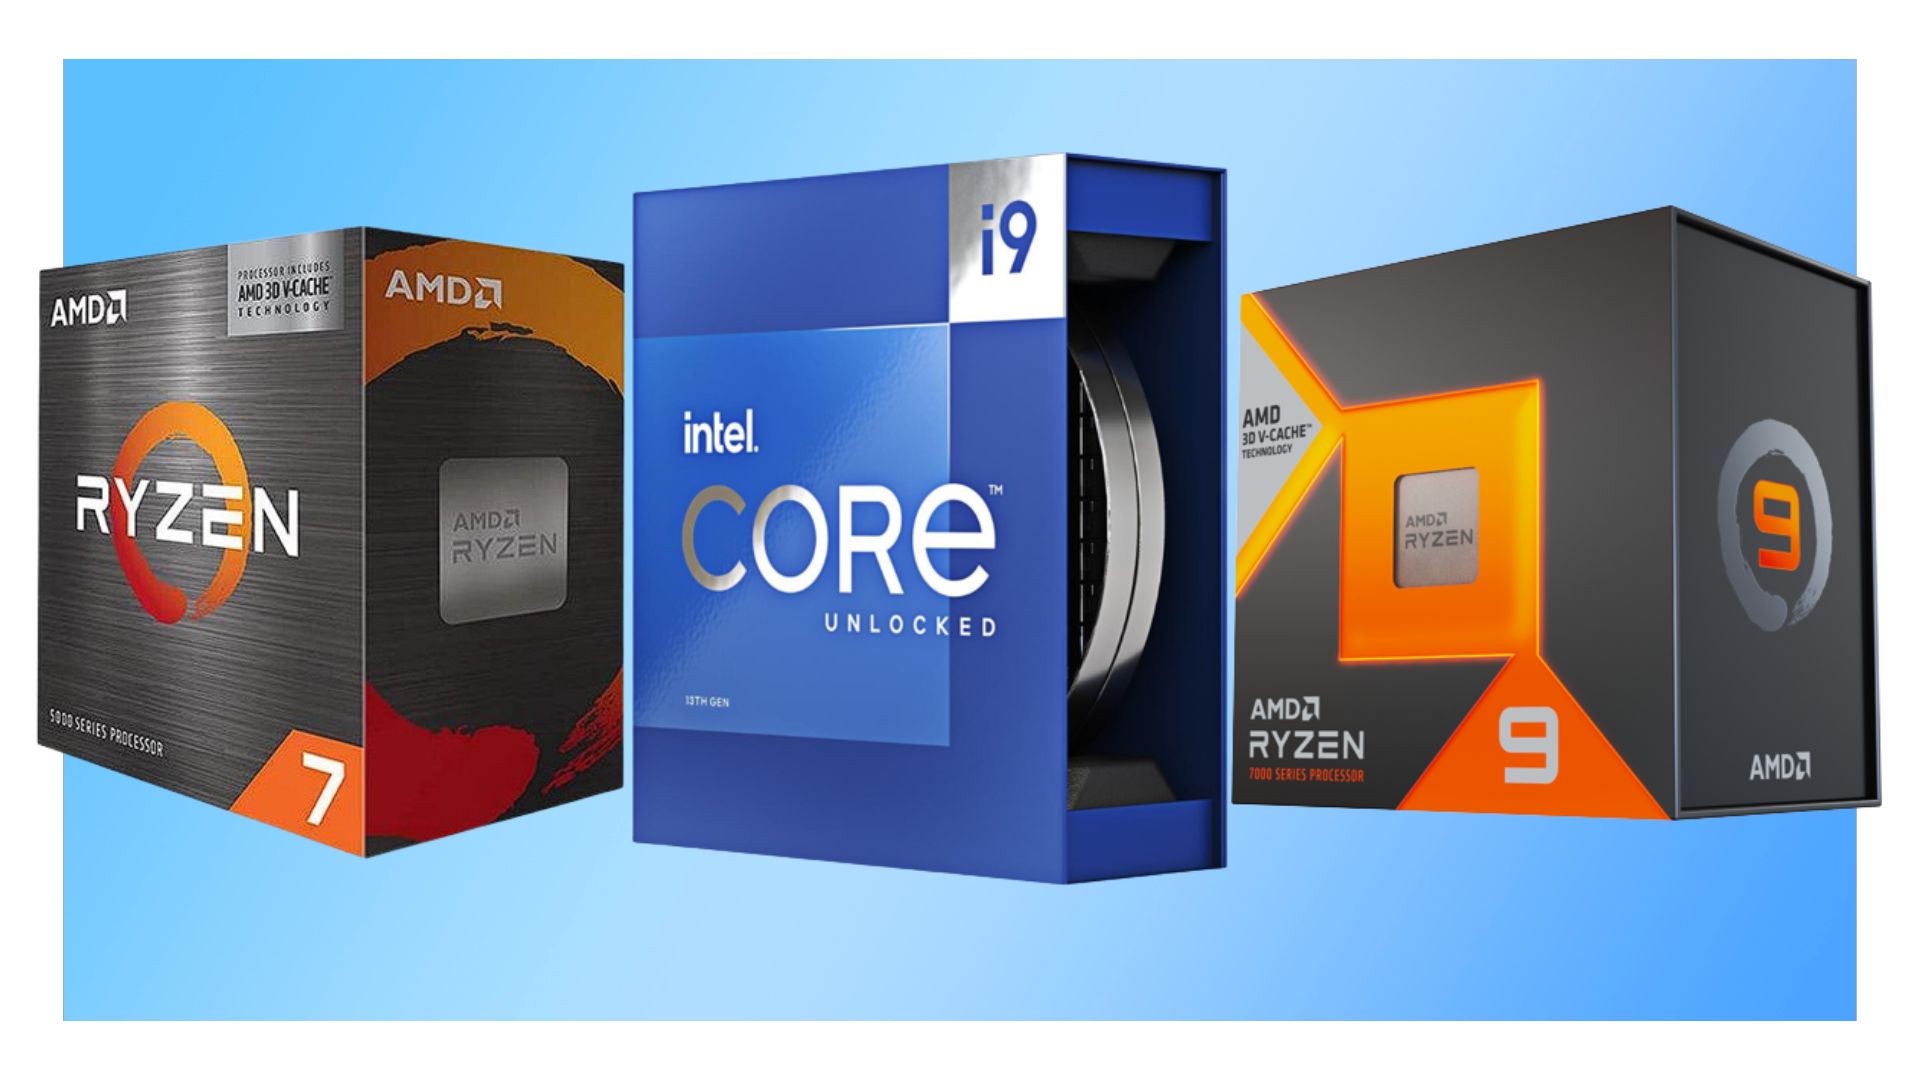 AMD
PROCESSOR INCLUDES
AMD 3D V-CACHE™
TECHNOLOGY
RYZEN
5000 SERIES PROCESSOR
7
AMD
AMD
RYZEN
i9
intel.
CORE™
UNLOCKED
13TH GEN
AMD
3D V-CACHE™
TECHNOLOGY
AMD
RYZEN
AMD
RYZEN
7000 SERIES PROCESSOR
9
9
AMD